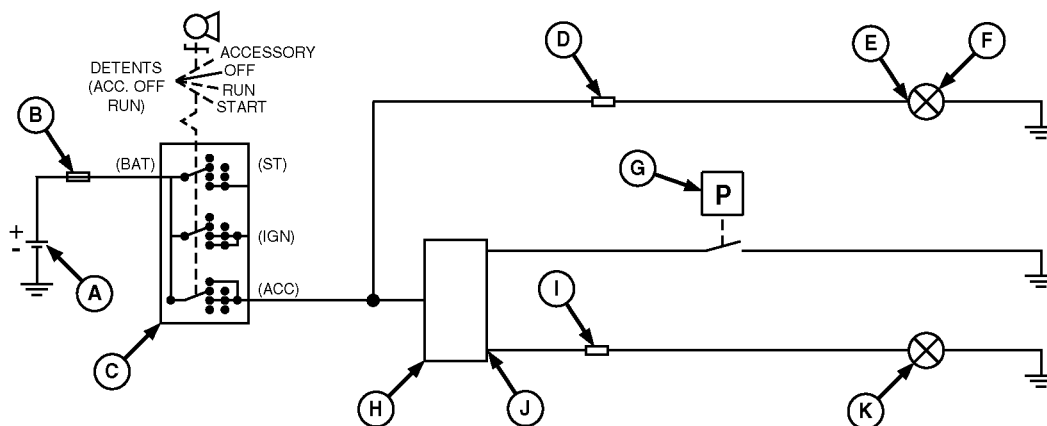 ACCESSORY
DETENTS OFF
(ACC. OFF RUN
RUN) START
B
(BAT)
(ST)
(IGN)
(ACC)
+
-
A
C
D
E
F
G
P
I
H
J
K